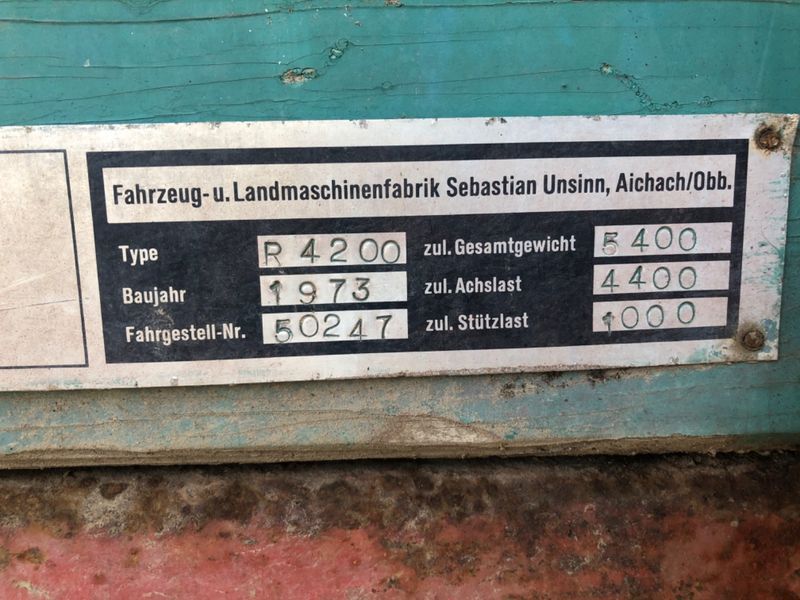 Fahrzeug- u. Landmaschinenfabrik Sebastian Unsinn, Aichach/Obb.
Type R 4200 zul. Gesamtgewicht 5400
Baujahr 1973 zul. Achslast 4400
Fahrgestell-Nr. 50247 zul. Stützlast 1000